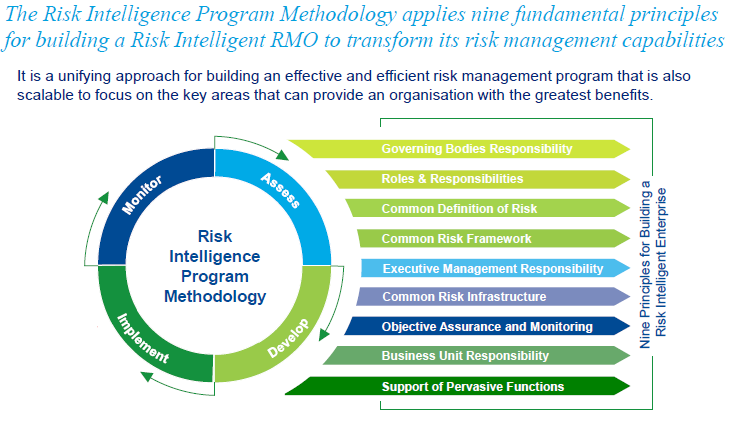 The Risk Intelligence Program Methodology applies nine fundamental principles
for building a Risk Intelligent RMO to transform its risk management capabilities
It is a unifying approach for building an effective and efficient risk management program that is also
scalable to focus on the key areas that can provide an organisation with the greatest benefits.
Monitor
Assess
Implement
Develop
Risk
Intelligence
Program
Methodology
Governing Bodies Responsibility
Roles & Responsibilities
Common Definition of Risk
Common Risk Framework
Executive Management Responsibility
Common Risk Infrastructure
Objective Assurance and Monitoring
Business Unit Responsibility
Support of Pervasive Functions
Nine Principles for Building a
Risk Intelligent Enterprise